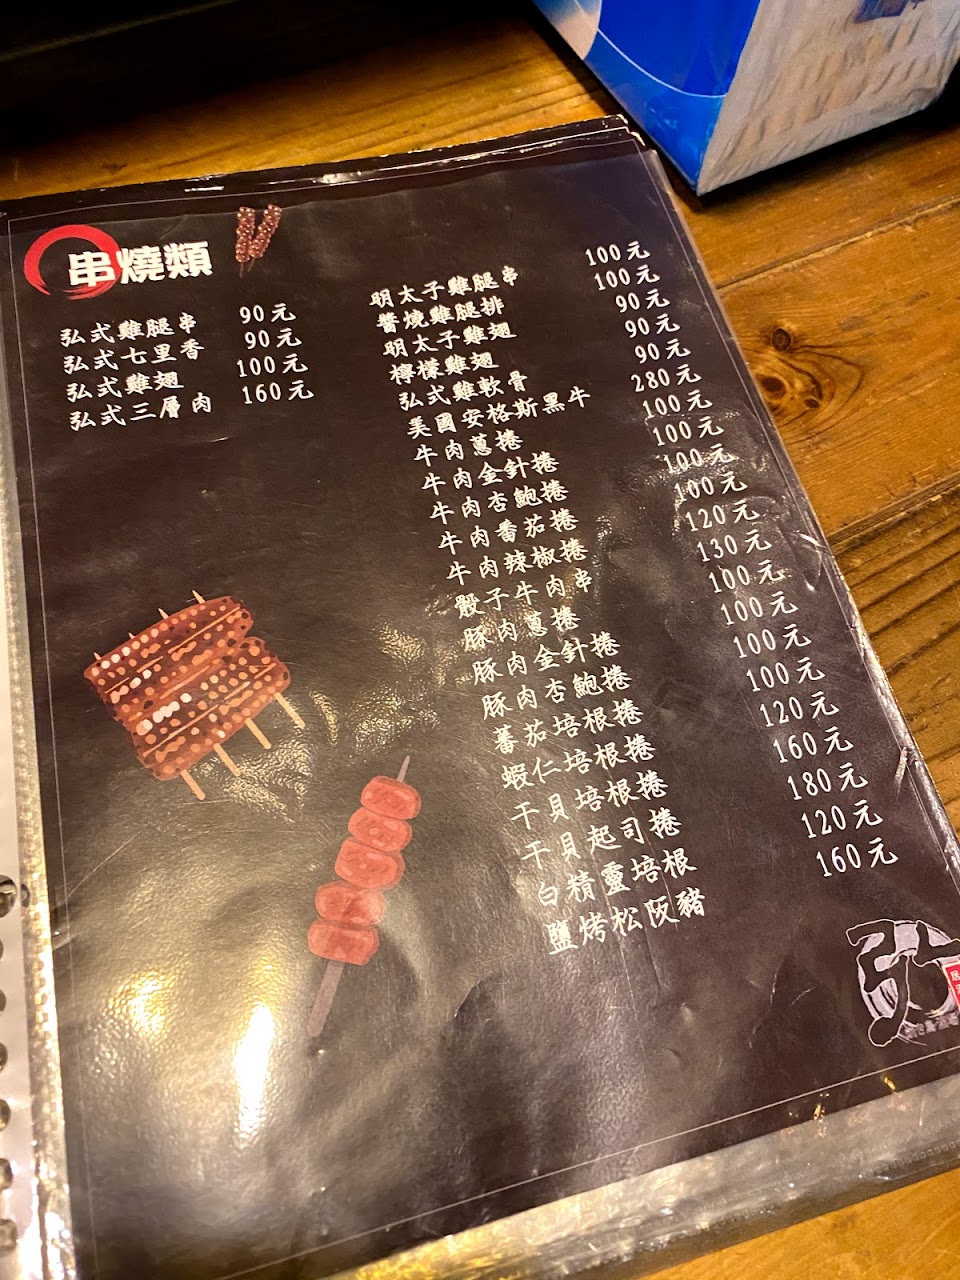 串燒類
弘式雞腿串 90元
弘式七里香 90元
弘式雞翅 100元
弘式三層肉 160元
明太子雞腿串 100元
醬燒雞腿排 100元
明太子雞翅 90元
檸檬雞翅 90元
弘式雞軟骨 90元
美國安格斯黑牛 280元
牛肉蔥捲 100元
牛肉金針捲 100元
牛肉杏鮑捲 100元
牛肉番茄捲 100元
牛肉辣椒捲 120元
骰子牛肉串 130元
豚肉蔥捲 100元
豚肉金針捲 100元
豚肉杏鮑捲 100元
蕃茄培根捲 100元
蝦仁培根捲 120元
干貝培根捲 160元
干貝起司捲 180元
白精靈培根 120元
鹽烤松阪豬 160元
弘